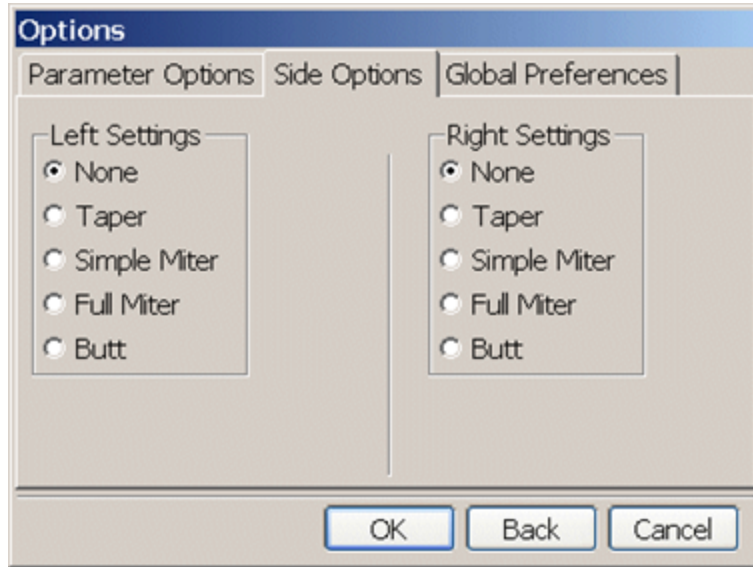 Options
Parameter Options Side Options Global Preferences
Left Settings
None
Taper
Simple Miter
Full Miter
Butt
Right Settings
None
Taper
Simple Miter
Full Miter
Butt
OK Back Cancel